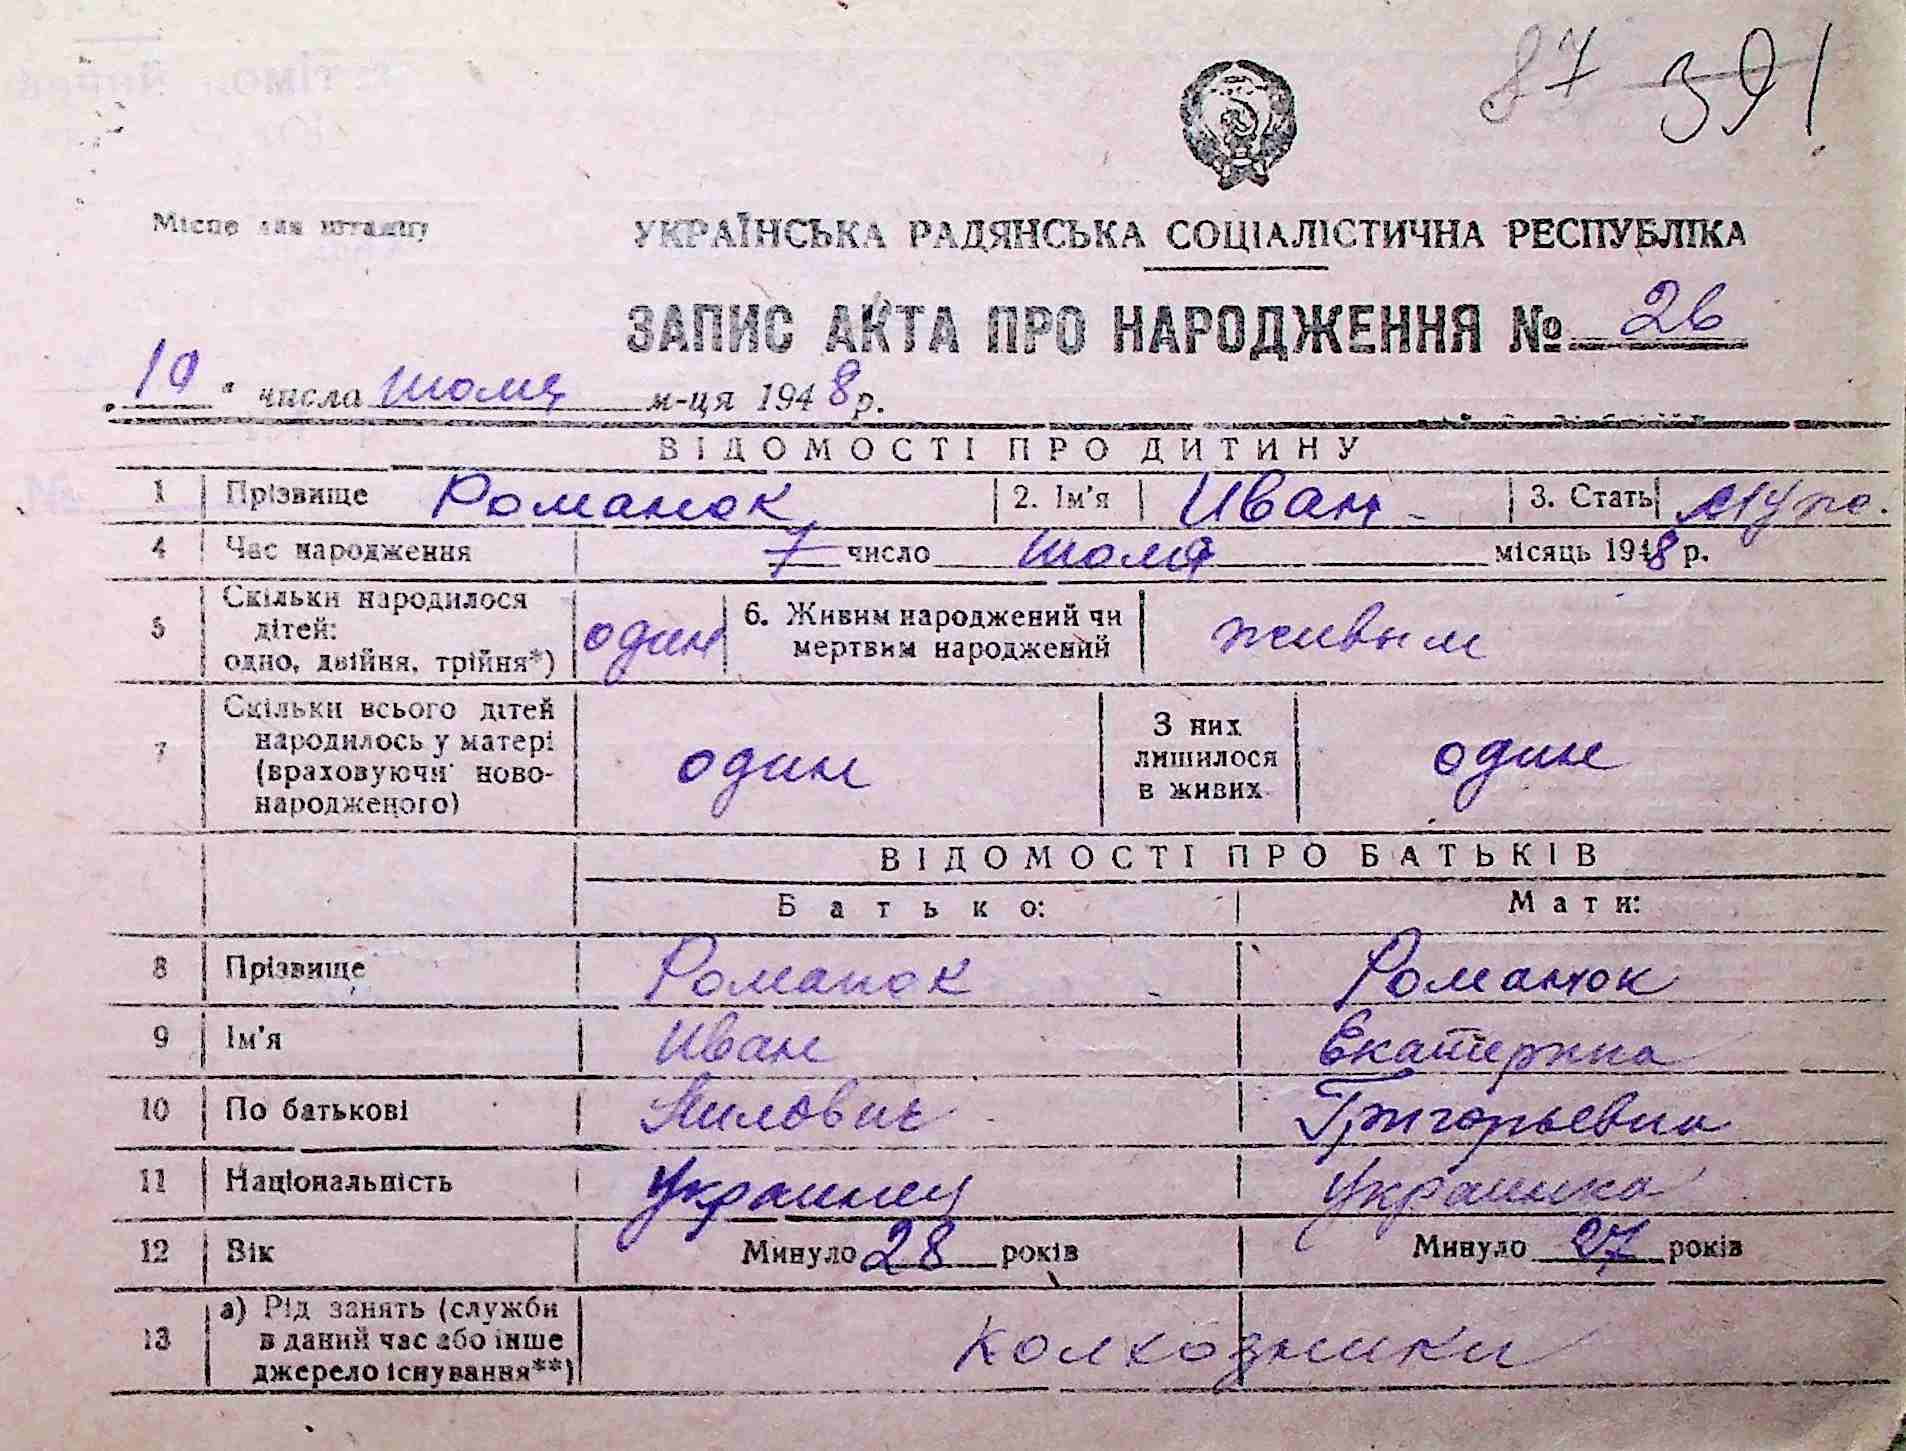 87 391
Місце для штампу
УКРАЇНСЬКА РАДЯНСЬКА СОЦІАЛІСТИЧНА РЕСПУБЛІКА
ЗАПИС АКТА ПРО НАРОДЖЕННЯ № 26
„10" числа июля м-ця 1948 р.
ВІДОМОСТІ ПРО ДИТИНУ
1 Прізвище Романюк 2. Ім'я Иван 3. Стать муж.
4 Час народження 7 число июля місяць 1948 р.
5 Скільки народилося
дітей:
одно, двійня, трійня*) один 6. Живим народжений чи
мертвим народжений живым
7 Скільки всього дітей
народилось у матері
(враховуючи ново-
народженого) один З них
лишилося
в живих один
ВІДОМОСТІ ПРО БАТЬКІВ
Батько: Мати:
8 Прізвище Романюк Романюк
9 Ім'я Иван Екатерина
10 По батькові Григорьевна
11 Національність Украинец Украинка
12 Вік Минуло 28 років Минуло 27 років
13 а) Рід занять (служби
в даний час або інше
джерело існування**) колхозники